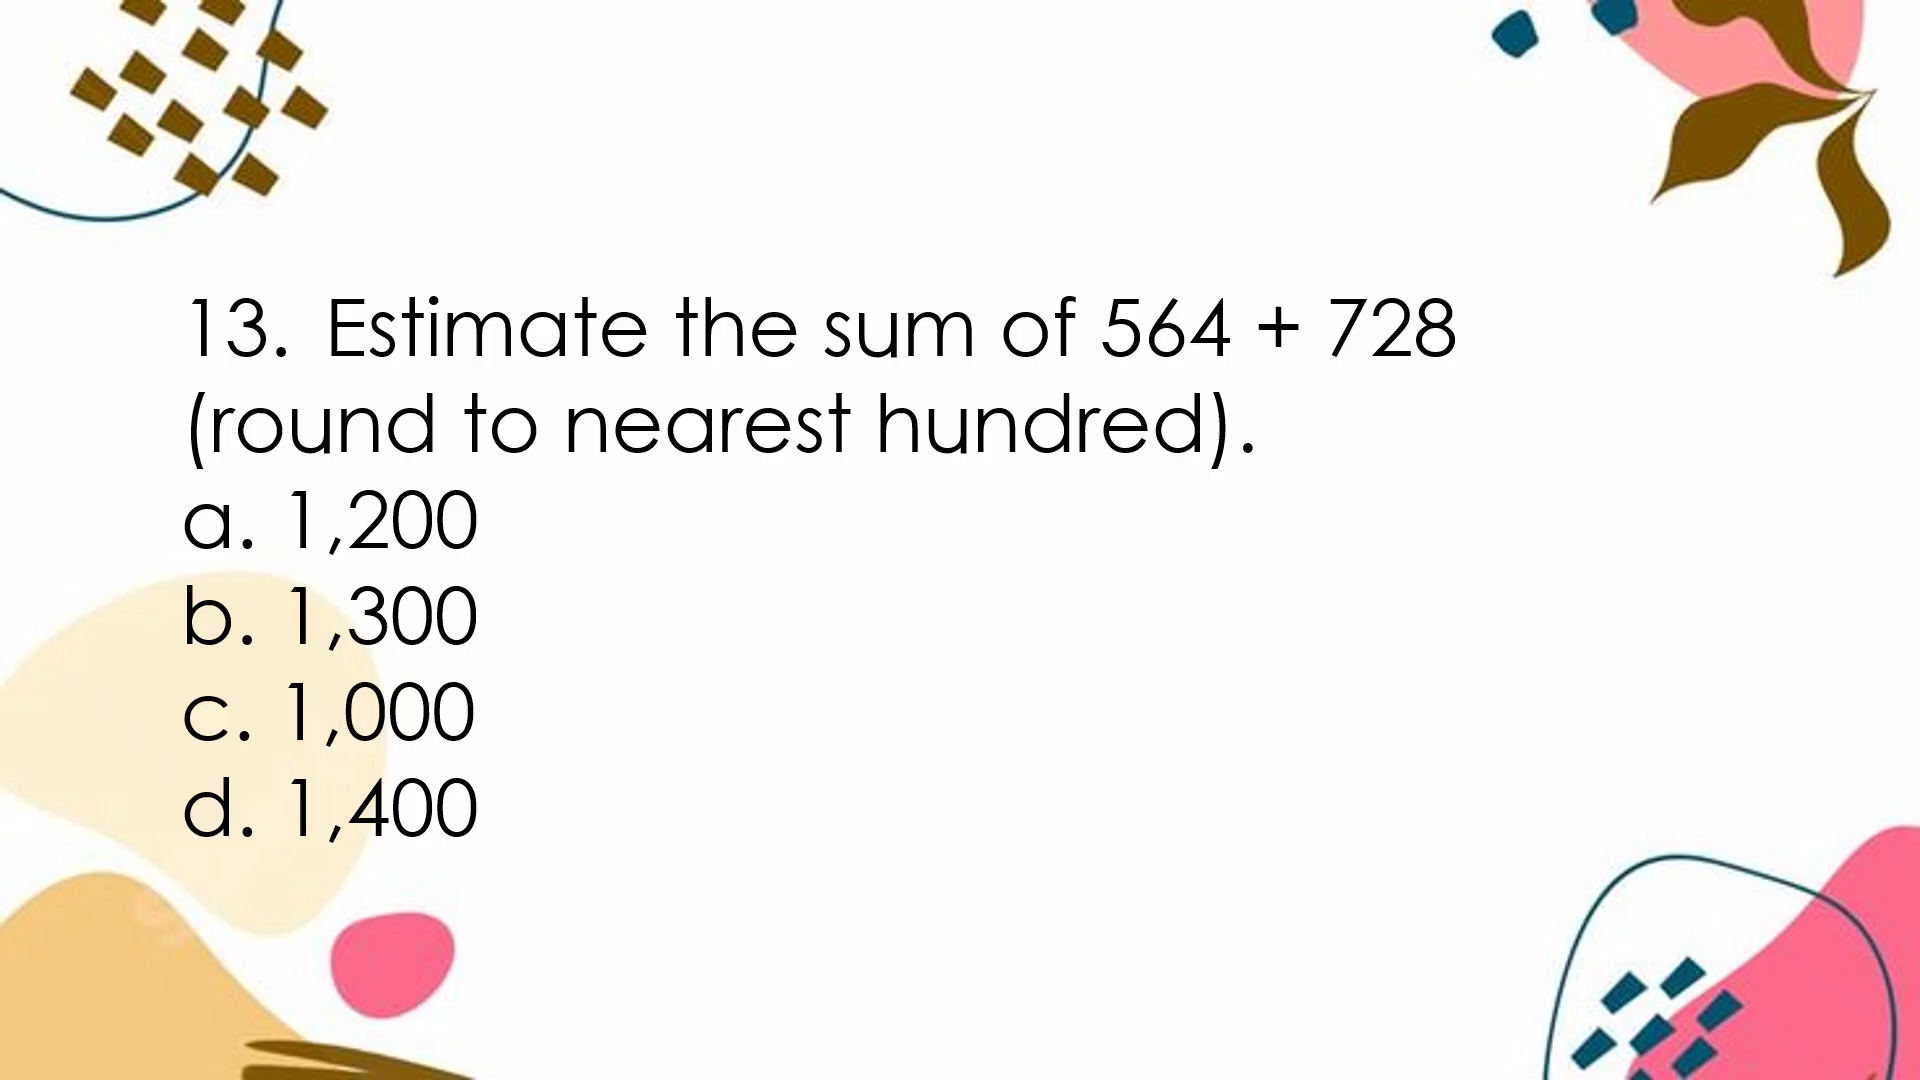 13. Estimate the sum of 564 + 728
(round to nearest hundred).
a. 1,200
b. 1,300
c. 1,000
d. 1,400